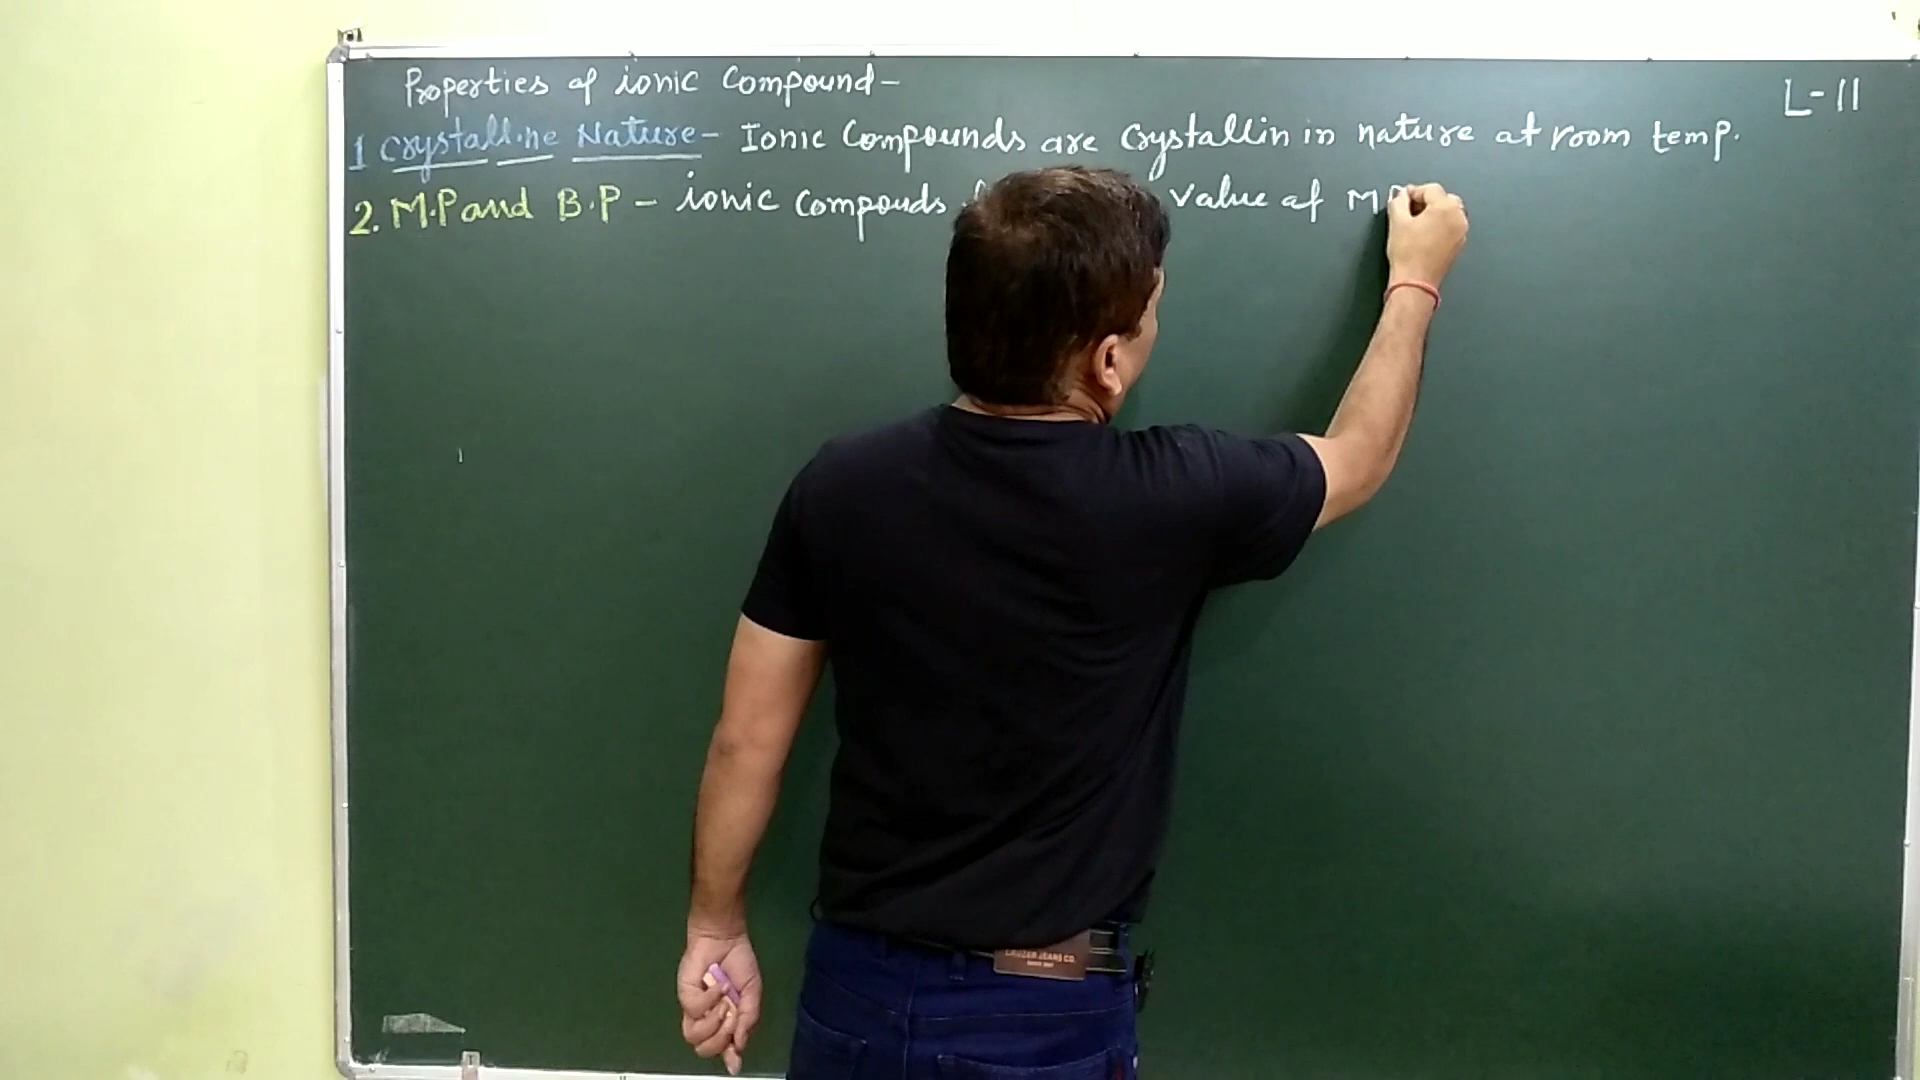 Properties of ionic Compound-
L-11
1 Crystalline Nature- Ionic Compounds are Crystallin in nature at room temp.
2. M.P and B.P - ionic compouds value of M